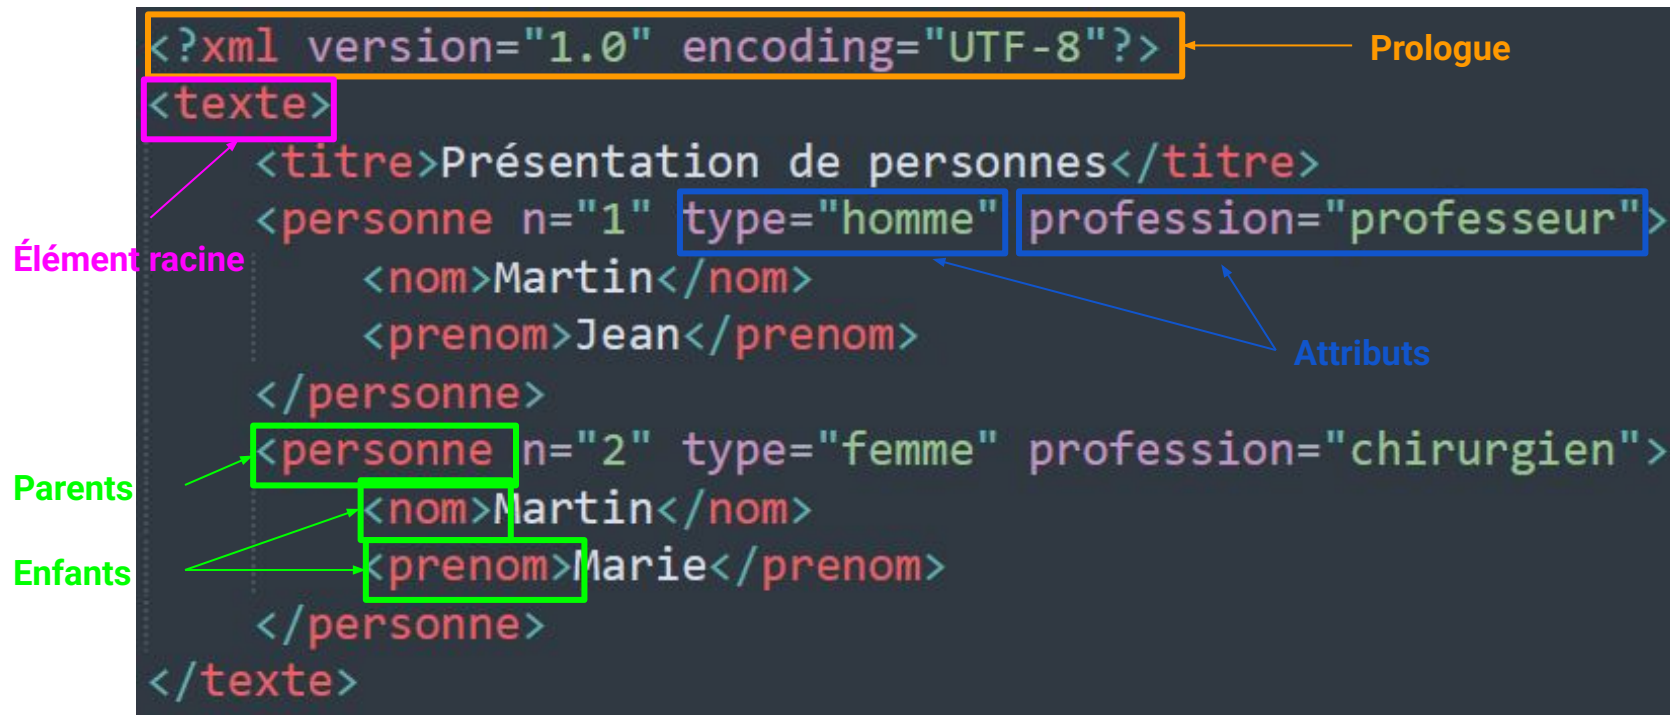 <?xml version="1.0" encoding="UTF-8"?>
Prologue
<texte>
<titre>Présentation de personnes</titre>
<personne n="1" type="homme" profession="professeur">
Élément racine
<nom>Martin</nom>
<prenom>Jean</prenom>
Attributs
</personne>
<personne n="2" type="femme" profession="chirurgien">
Parents
<nom>Martin</nom>
Enfants
<prenom>Marie</prenom>
</personne>
</texte>